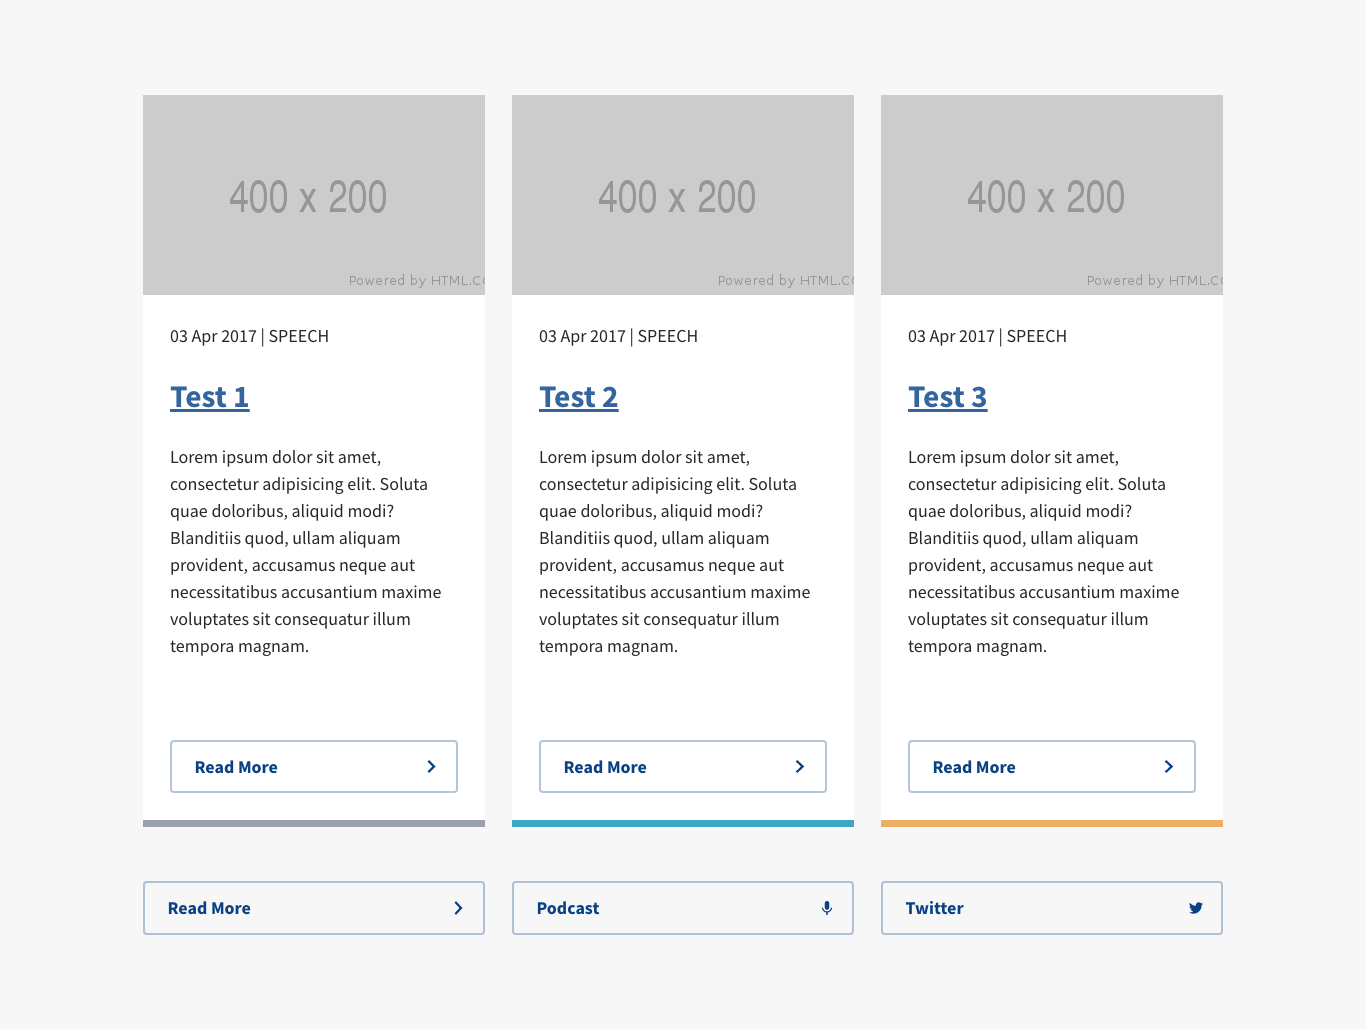 400 x 200
Powered by HTML.CO
03 Apr 2017 | SPEECH
Test 1
Lorem ipsum dolor sit amet,
consectetur adipisicing elit. Soluta
quae doloribus, aliquid modi?
Blanditiis quod, ullam aliquam
provident, accusamus neque aut
necessitatibus accusantium maxime
voluptates sit consequatur illum
tempora magnam.
Read More
400 x 200
Powered by HTML.CO
03 Apr 2017 | SPEECH
Test 2
Lorem ipsum dolor sit amet,
consectetur adipisicing elit. Soluta
quae doloribus, aliquid modi?
Blanditiis quod, ullam aliquam
provident, accusamus neque aut
necessitatibus accusantium maxime
voluptates sit consequatur illum
tempora magnam.
Read More
400 x 200
Powered by HTML.CO
03 Apr 2017 | SPEECH
Test 3
Lorem ipsum dolor sit amet,
consectetur adipisicing elit. Soluta
quae doloribus, aliquid modi?
Blanditiis quod, ullam aliquam
provident, accusamus neque aut
necessitatibus accusantium maxime
voluptates sit consequatur illum
tempora magnam.
Read More
Read More
Podcast
Twitter